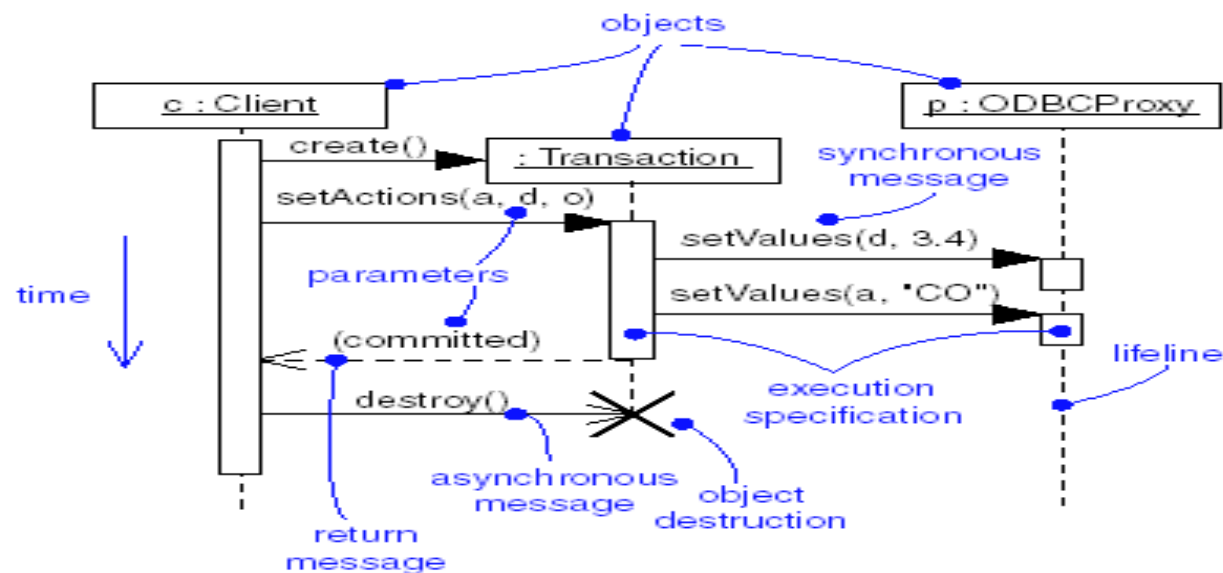 objects
c : Client
p : ODBCProxy
create()
: Transaction
synchronous
message
setActions(a, d, o)
setValues(d, 3.4)
parameters
time
setValues(a, "CO")
(committed)
lifeline
execution
specification
destroy()
asynchronous
message
object
destruction
return
message